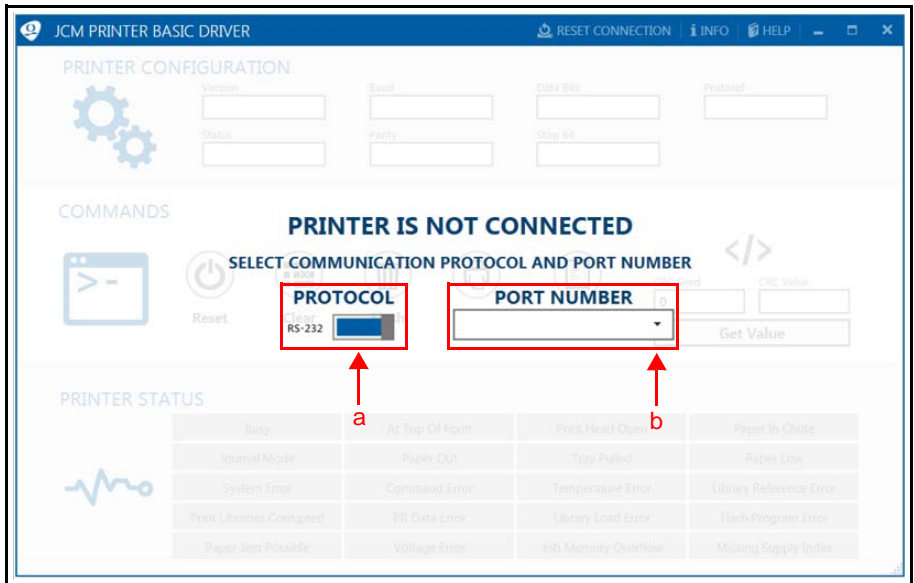 JCM PRINTER BASIC DRIVER RESET CONNECTION INFO HELP
PRINTER CONFIGURATION
Version Baud Data Bits Protocol
Status Parity Stop Bit
COMMANDS
PRINTER IS NOT CONNECTED
SELECT COMMUNICATION PROTOCOL AND PORT NUMBER
PROTOCOL PORT NUMBER
CRC Value
0
RS-232
Reset Clear Get Value
a b
PRINTER STATUS
Busy At Top Of Form Print Head Open Paper In Chute
Journal Mode Paper Out Tray Pulled Paper Low
System Error Command Error Temperature Error Library Reference Error
Print Libraries Corrupted PR Data Error Library Load Error Flash Program Error
Paper Jam Possible Voltage Error Job Memory Overflow Missing Supply Index